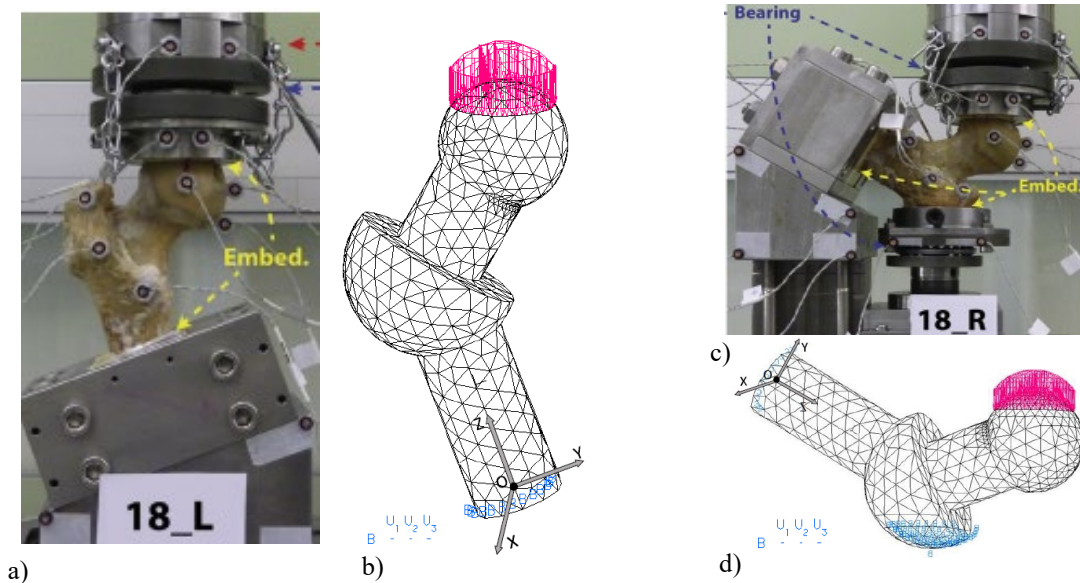 Embed.
18_L
a)
Z
Y
O
X
U1 U2 U3
B - - -
b)
Bearing
Embed.
18_R
c)
Y
X
O
Z
U1 U2 U3
B - - -
d)